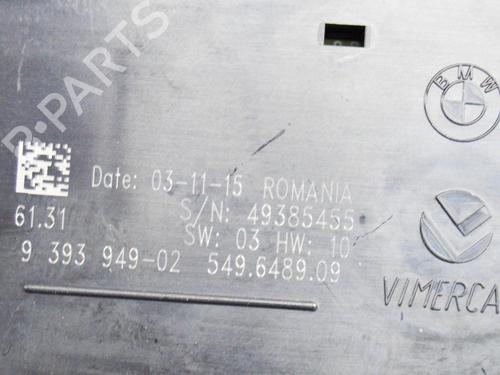 B-PARTS
BMW
Date: 03-11-15 ROMANIA
61.31 S/N: 49385455
SW: 03 HW: 10
9 393 949-02 549.6489.09
VIMERCA